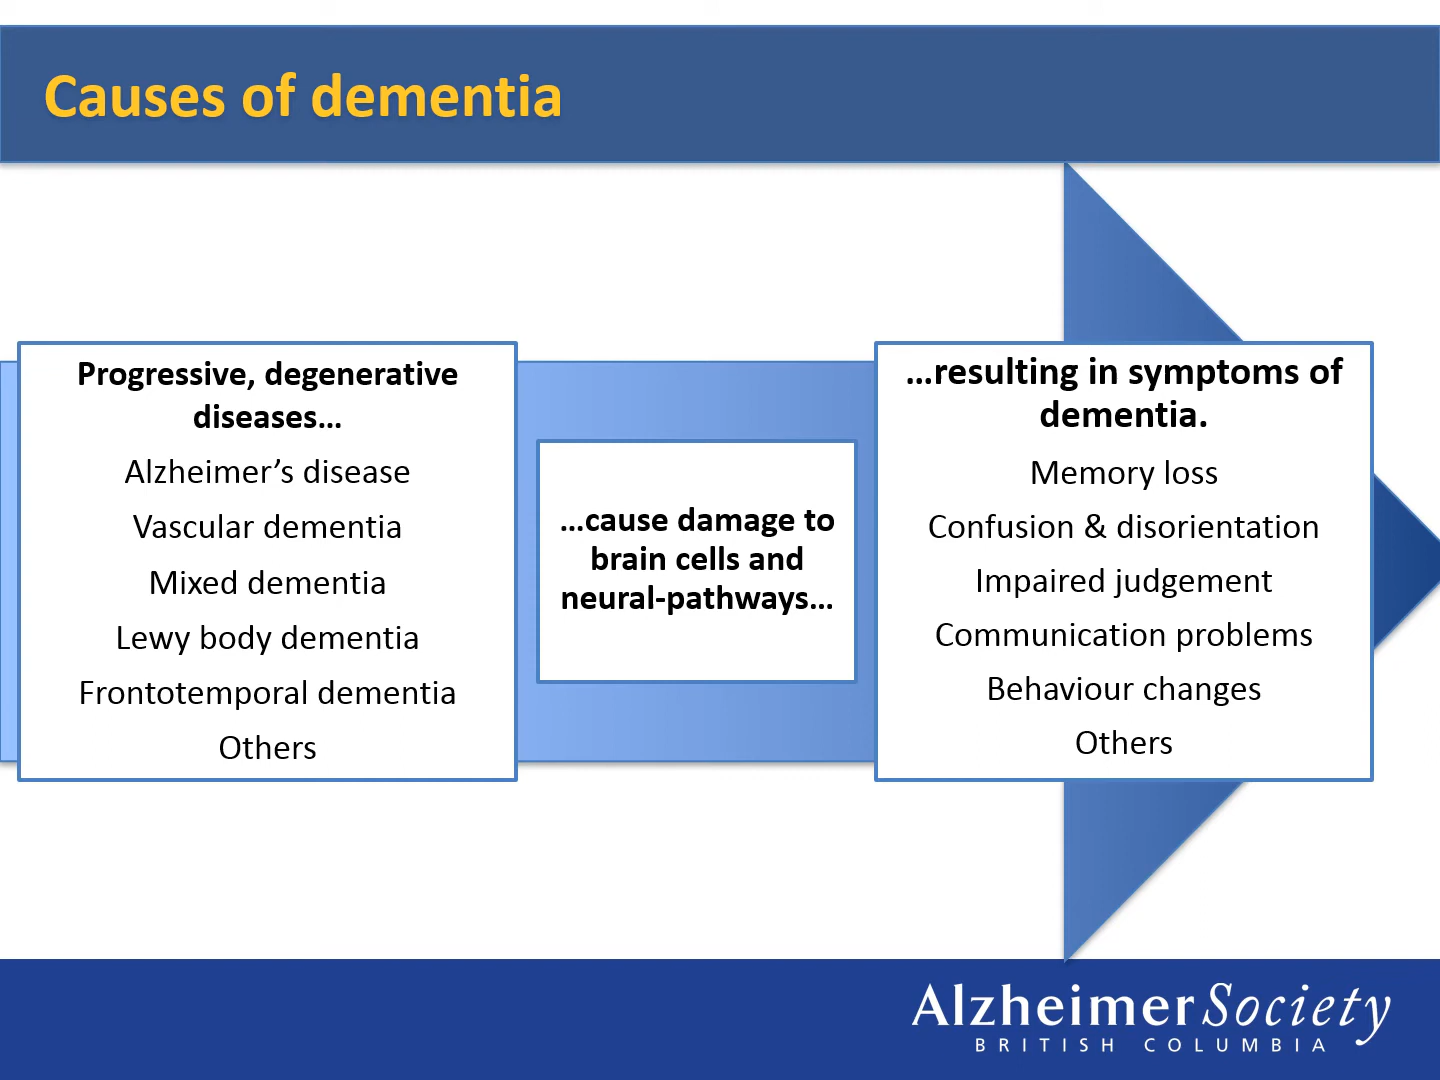 Causes of dementia
Progressive, degenerative
diseases...
Alzheimer’s disease
Vascular dementia
Mixed dementia
Lewy body dementia
Frontotemporal dementia
Others
...cause damage to
brain cells and
neural-pathways...
...resulting in symptoms of
dementia.
Memory loss
Confusion & disorientation
Impaired judgement
Communication problems
Behaviour changes
Others
AlzheimerSociety
BRITISH COLUMBIA